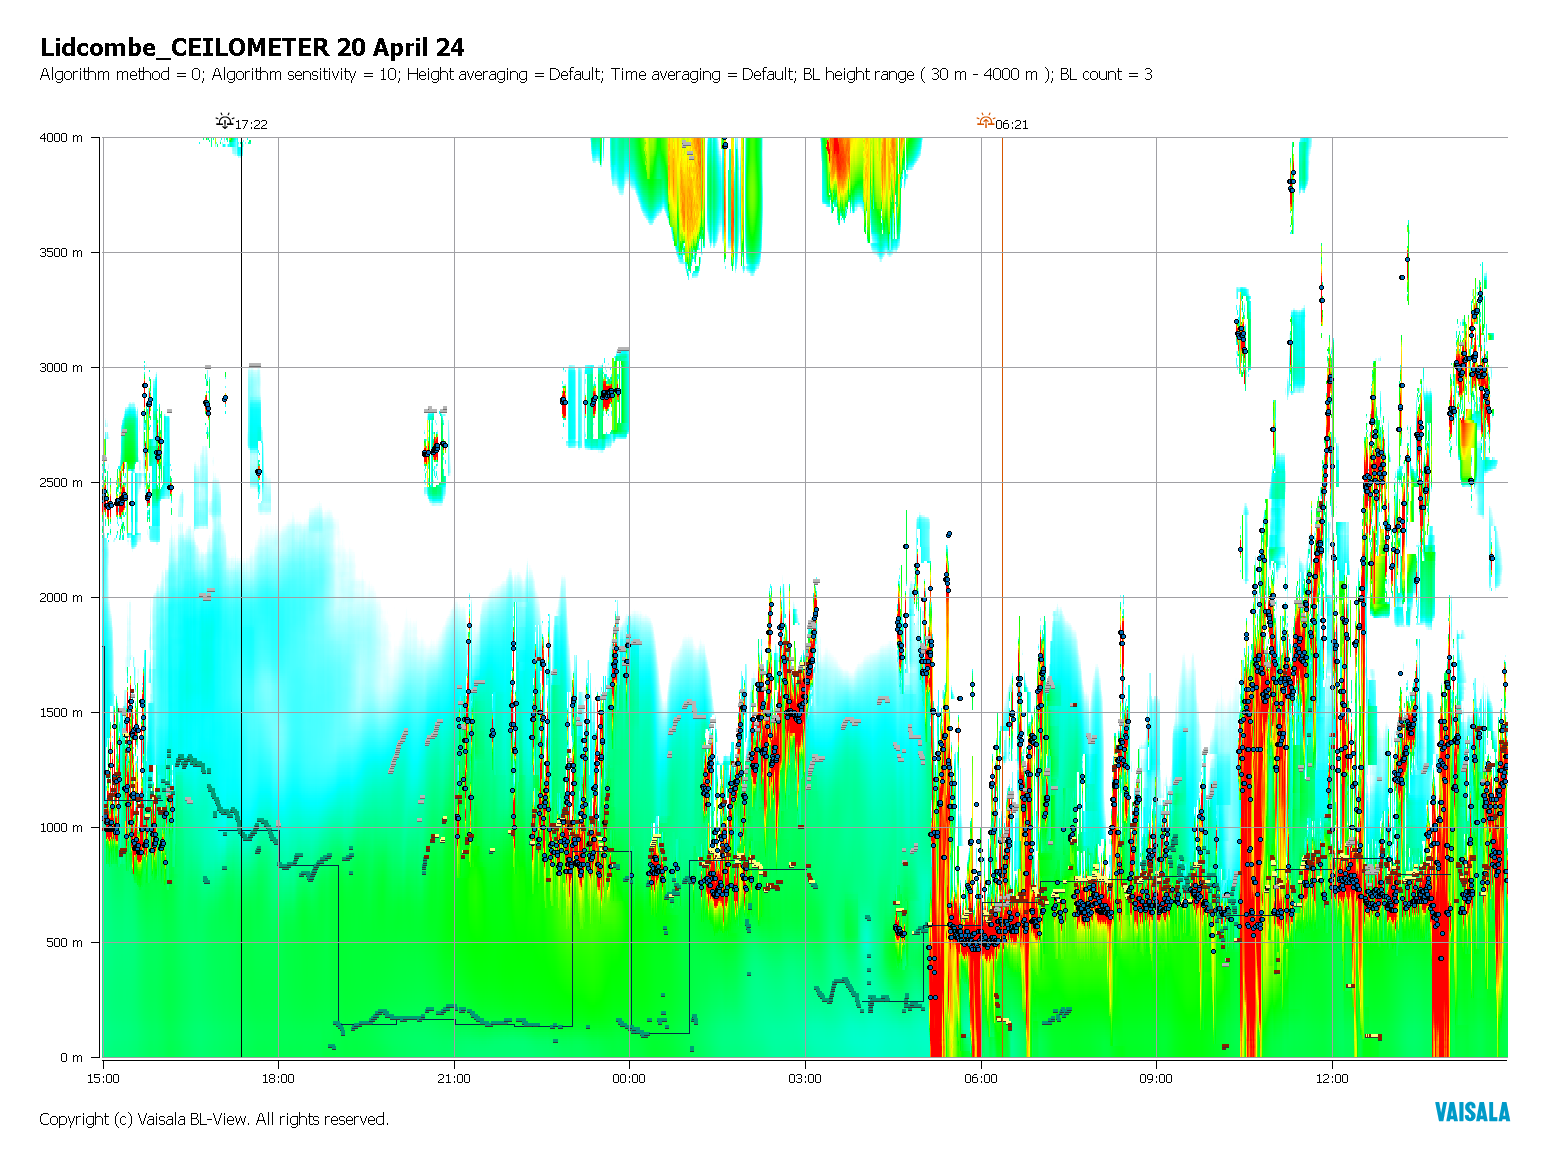 Lidcombe_CEILOMETER 20 April 24
Algorithm method = 0; Algorithm sensitivity = 10; Height averaging = Default; Time averaging = Default; BL height range ( 30 m - 4000 m ); BL count = 3
17:22
06:21
4000 m
3500 m
3000 m
2500 m
2000 m
1500 m
1000 m
500 m
0 m
15:00 18:00 21:00 00:00 03:00 06:00 09:00 12:00
Copyright (c) Vaisala BL-View. All rights reserved.
VAISALA